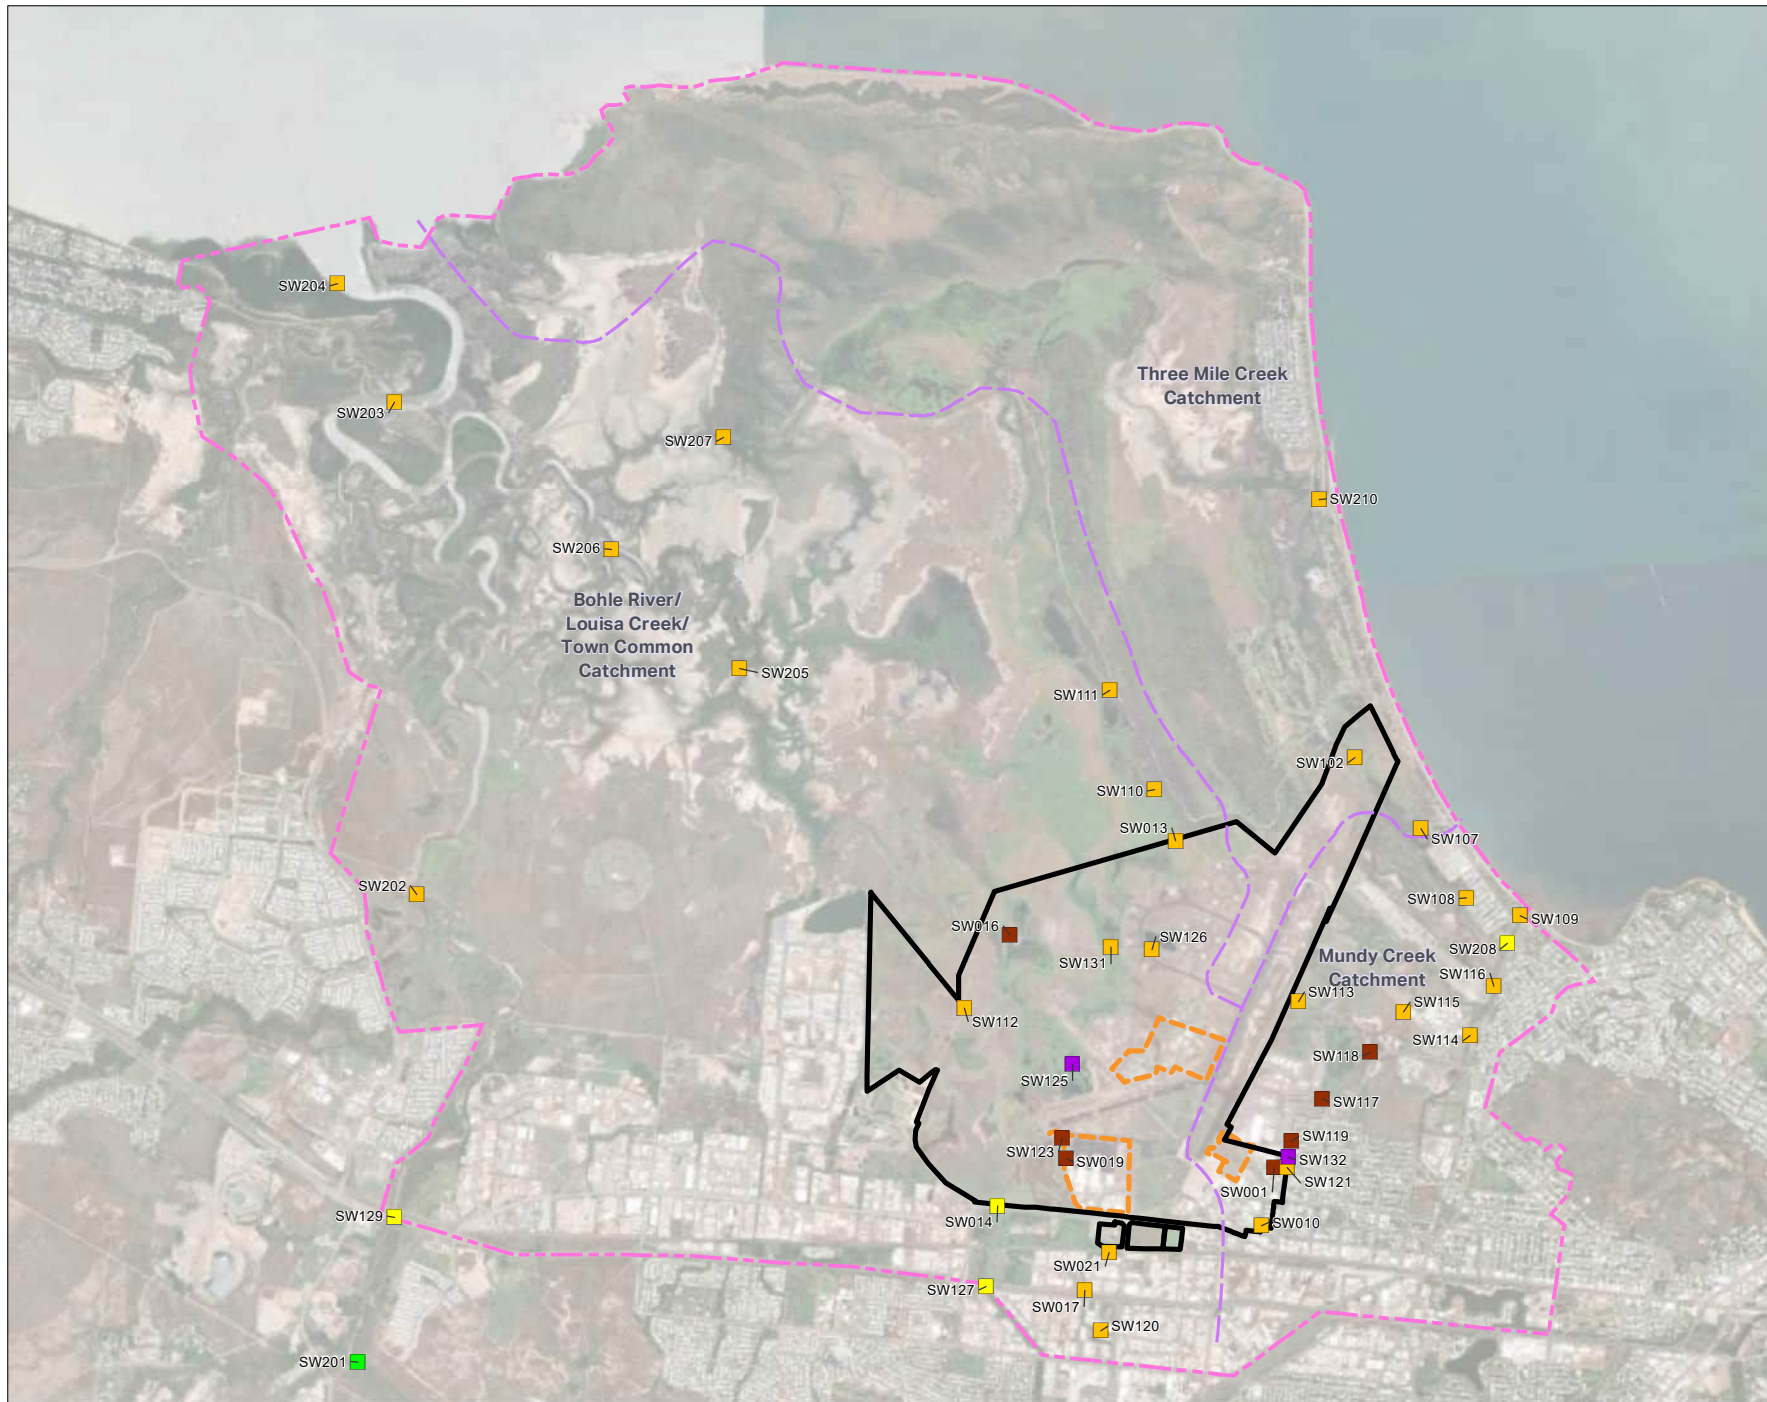 SW204
Three Mile Creek
Catchment
SW203
SW207
SW210
SW206
Bohle River/
Louisa Creek/
Town Common
Catchment
SW205
SW111
SW102
SW110
SW013
SW107
SW202
SW108
SW109
SW016
SW126
SW131
SW208
Mundy Creek
Catchment
SW116
SW113
SW115
SW112
SW114
SW118
SW125
SW117
SW119
SW123
SW019
SW132
SW121
SW001
SW129
SW014
SW010
SW021
SW127
SW017
SW120
SW201